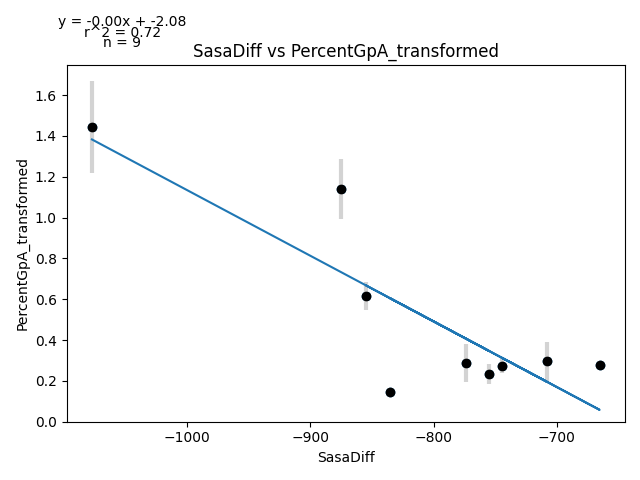 y = -0.00x + -2.08
r^2 = 0.72
n = 9
SasaDiff vs PercentGpA_transformed
1.6
1.4
1.2
1.0
0.8
0.6
0.4
0.2
0.0
PercentGpA_transformed
−1000
−900
−800
−700
SasaDiff